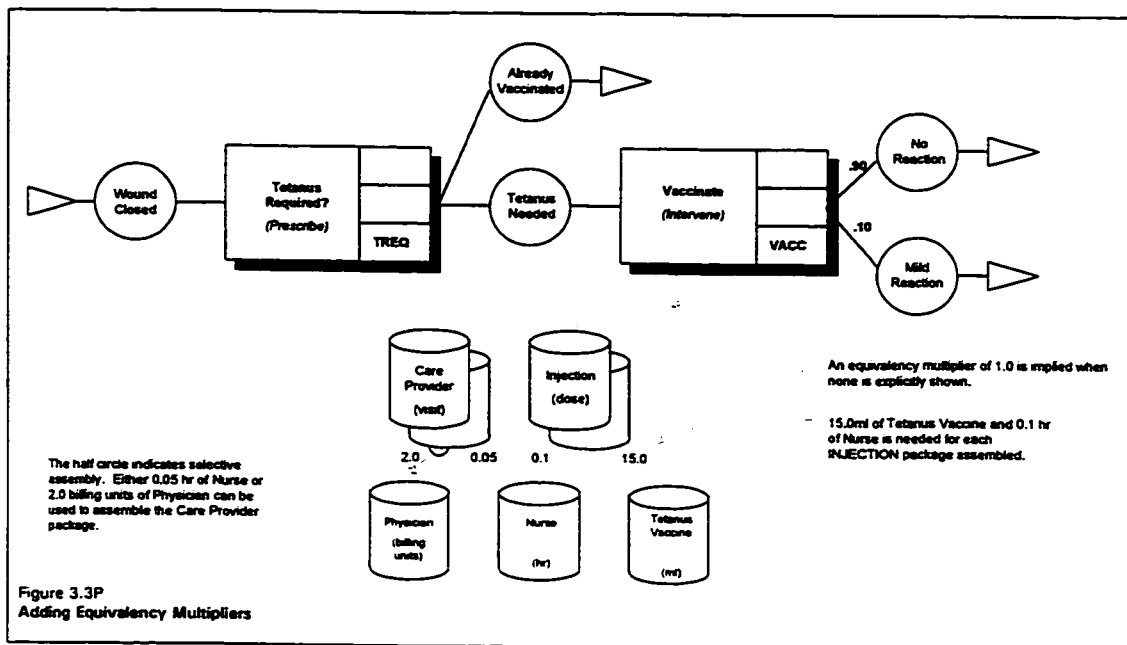 Already
Vaccinated
Wound
Closed
Tetanus
Required?
(Prescribe)
TREQ
Tetanus
Needed
Vaccinate
(Intervene)
VACC
.90
.10
No
Reaction
Mild
Reaction
Care
Provider
(visit)
Injection
(dose)
2.0
0.05
0.1
15.0
Physician
(billing
units)
Nurse
(hr)
Tetanus
Vaccine
(ml)
An equivalency multiplier of 1.0 is implied when
none is explicitly shown.
15.0ml of Tetanus Vaccine and 0.1 hr
of Nurse is needed for each
INJECTION package assembled.
The half circle indicates selective
assembly. Either 0.05 hr of Nurse or
2.0 billing units of Physician can be
used to assemble the Care Provider
package.
Figure 3.3P
Adding Equivalency Multipliers